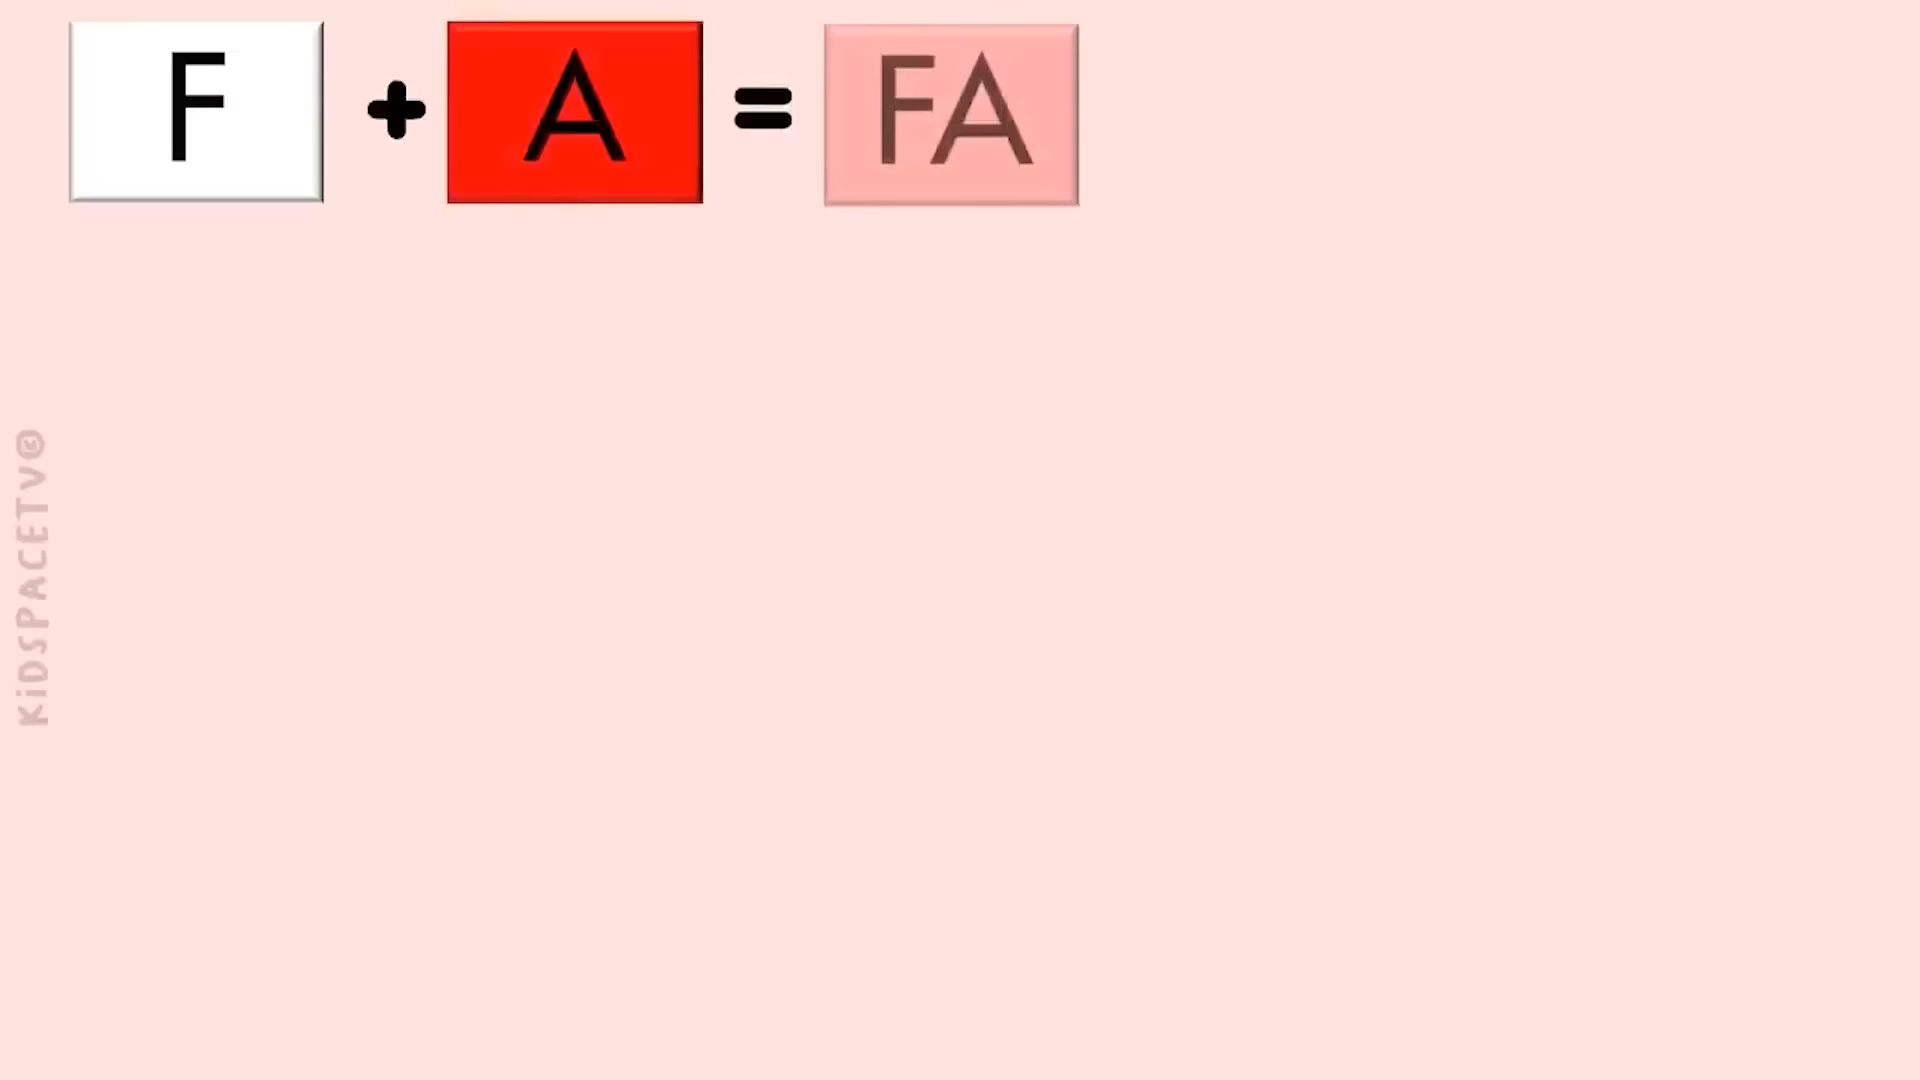 F + A = FA
KiDSPACETV®